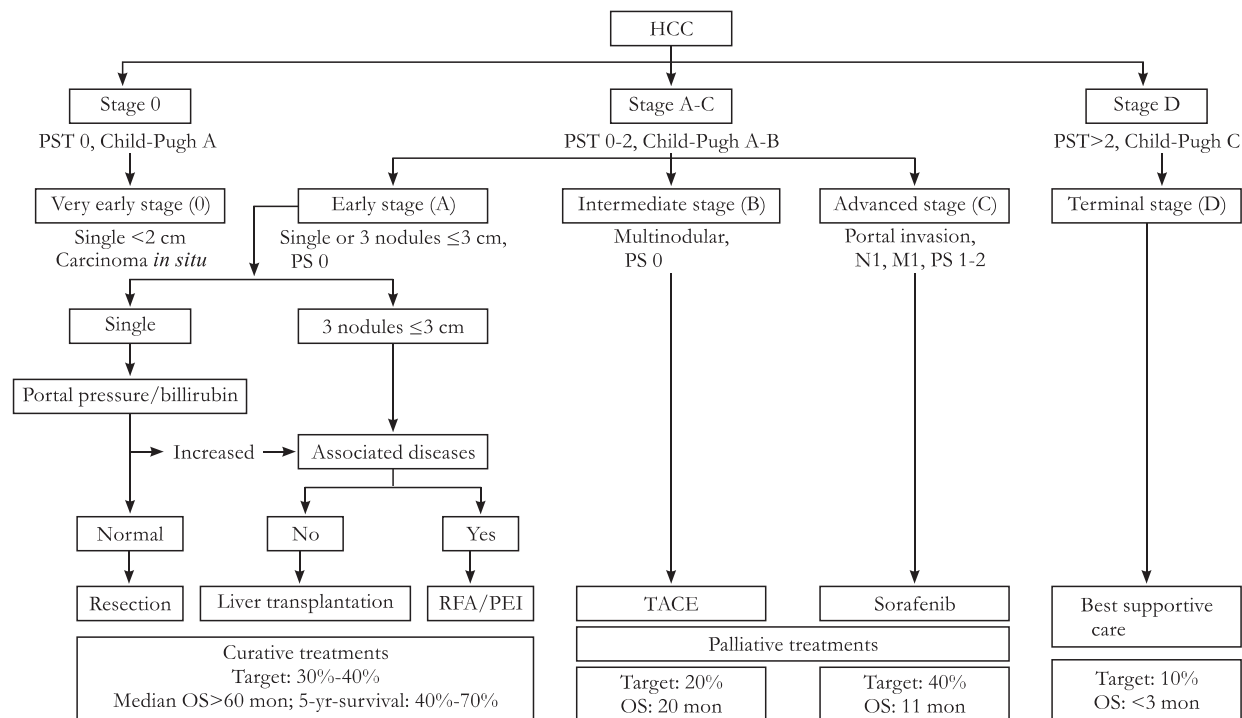 HCC
Stage 0
Stage A-C
Stage D
PST 0, Child-Pugh A
PST 0-2, Child-Pugh A-B
PST>2, Child-Pugh C
Very early stage (0)
Early stage (A)
Intermediate stage (B)
Advanced stage (C)
Terminal stage (D)
Single <2 cm
Carcinoma in situ
Single or 3 nodules ≤3 cm,
PS 0
Multinodular,
PS 0
Portal invasion,
N1, M1, PS 1-2
Single
3 nodules ≤3 cm
Portal pressure/billirubin
Increased
Associated diseases
Normal
No
Yes
Resection
Liver transplantation
RFA/PEI
TACE
Sorafenib
Best supportive
care
Curative treatments
Target: 30%-40%
Median OS>60 mon; 5-yr-survival: 40%-70%
Palliative treatments
Target: 20%
OS: 20 mon
Target: 40%
OS: 11 mon
Target: 10%
OS: <3 mon